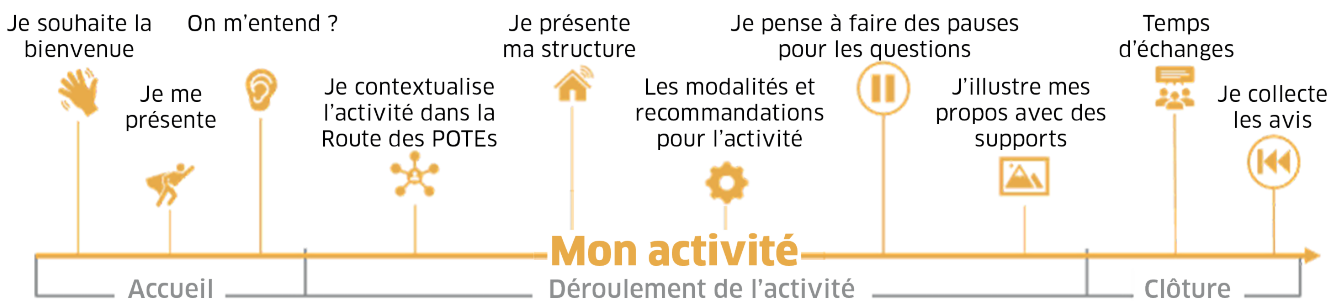 Je souhaite la
bienvenue
Je me
présente
On m’entend ?
Je contextualise
l’activité dans la
Route des POTEs
Je présente
ma structure
Les modalités et
recommandations
pour l’activité
Je pense à faire des pauses
pour les questions
J’illustre mes
propos avec des
supports
Temps
d’échanges
Je collecte
les avis
Mon activité
Accueil
Déroulement de l’activité
Clôture